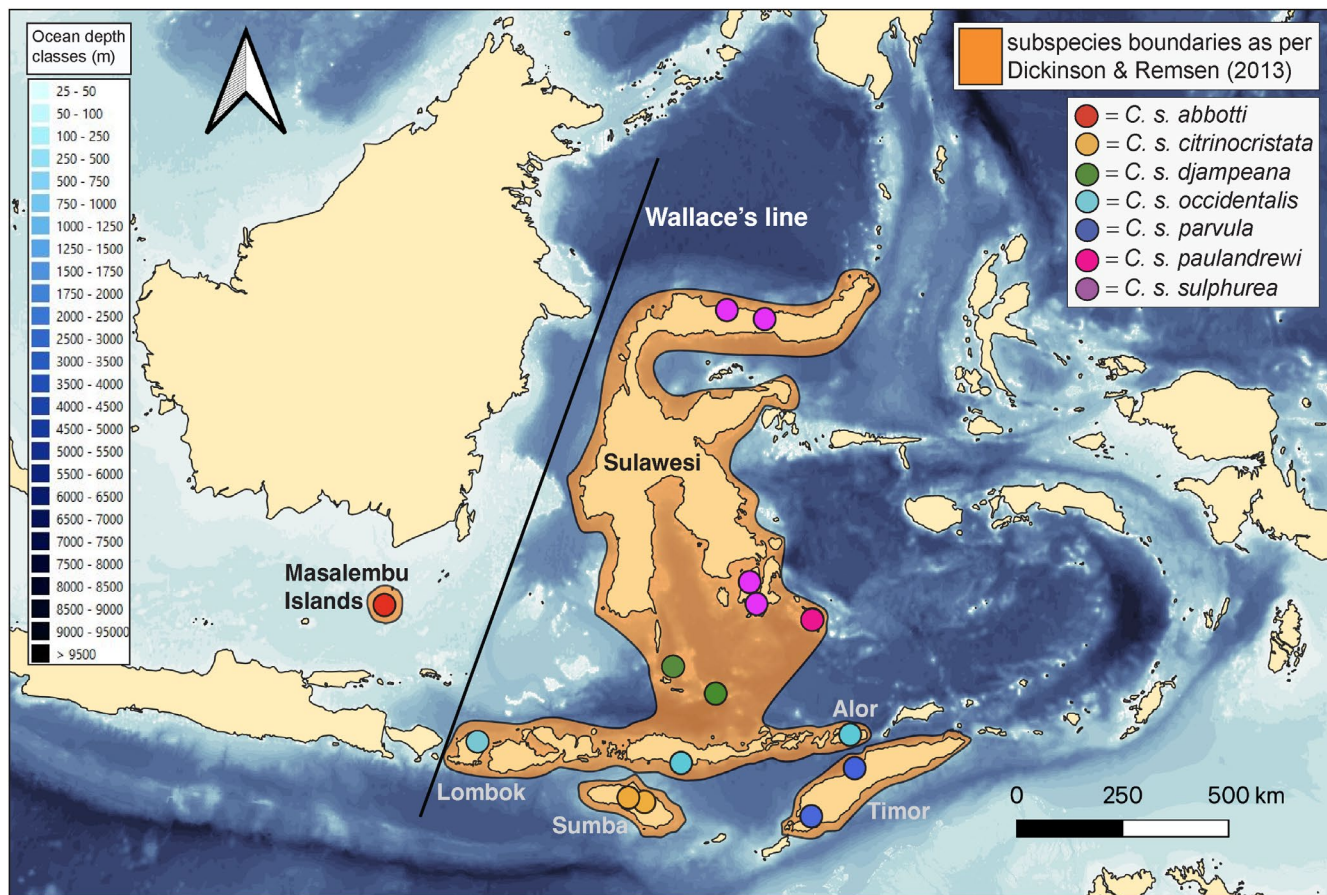 Ocean depth
classes (m)
25 - 50
50 - 100
100 - 250
250 - 500
500 - 750
750 - 1000
1000 - 1250
1250 - 1500
1500 - 1750
1750 - 2000
2000 - 2500
2500 - 3000
3000 - 3500
3500 - 4000
4000 - 4500
4500 - 5000
5000 - 5500
5500 - 6000
6000 - 6500
6500 - 7000
7000 - 7500
7500 - 8000
8000 - 8500
8500 - 9000
9000 - 95000
> 9500
subspecies boundaries as per
Dickinson & Remsen (2013)
= C. s. abbotti
= C. s. citrinocristata
= C. s. djampeana
= C. s. occidentalis
= C. s. parvula
= C. s. paulandrewi
= C. s. sulphurea
Wallace's line
Sulawesi
Masalembu
Islands
Alor
Lombok
Sumba
Timor
0 250 500 km